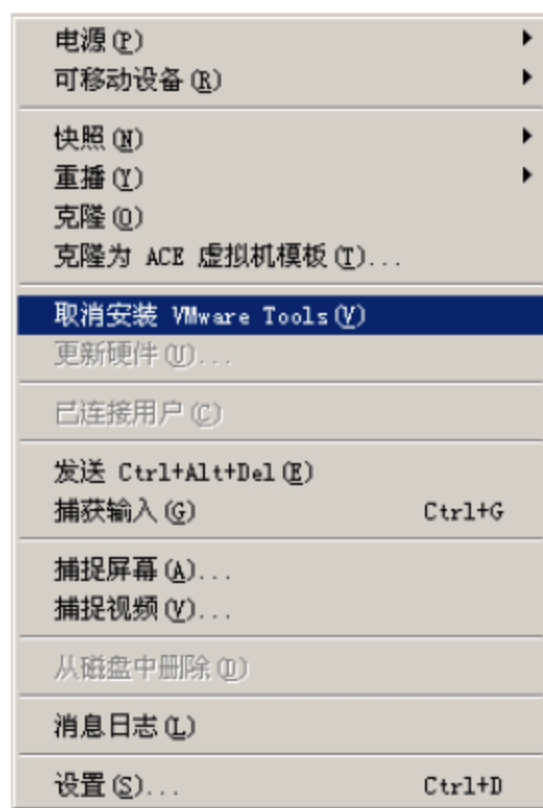 电源(P)
可移动设备(R)
快照(N)
重播(Y)
克隆(O)
克隆为 ACE 虚拟机模板(T)...
取消安装 VMware Tools(V)
更新硬件(U)...
已连接用户(C)
发送 Ctrl+Alt+Del(E)
捕获输入(G) Ctrl+G
捕捉屏幕(A)...
捕捉视频(V)...
从磁盘中删除(D)
消息日志(L)
设置(S)... Ctrl+D